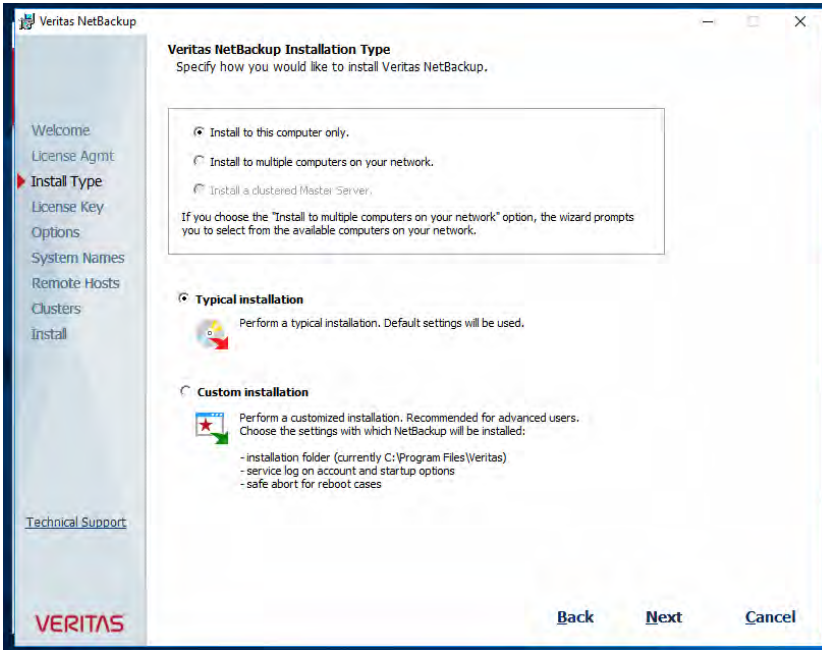 Veritas NetBackup
Veritas NetBackup Installation Type
Specify how you would like to install Veritas NetBackup.
Welcome
License Agmt
Install Type
License Key
Options
System Names
Remote Hosts
Clusters
Install
Technical Support
VERITAS
Install to this computer only.
Install to multiple computers on your network.
Install a clustered Master Server.
If you choose the "Install to multiple computers on your network" option, the wizard prompts
you to select from the available computers on your network.
Typical installation
Perform a typical installation. Default settings will be used.
Custom installation
Perform a customized installation. Recommended for advanced users.
Choose the settings with which NetBackup will be installed:
- installation folder (currently C:\Program Files\Veritas)
- service log on account and startup options
- safe abort for reboot cases
Back Next Cancel